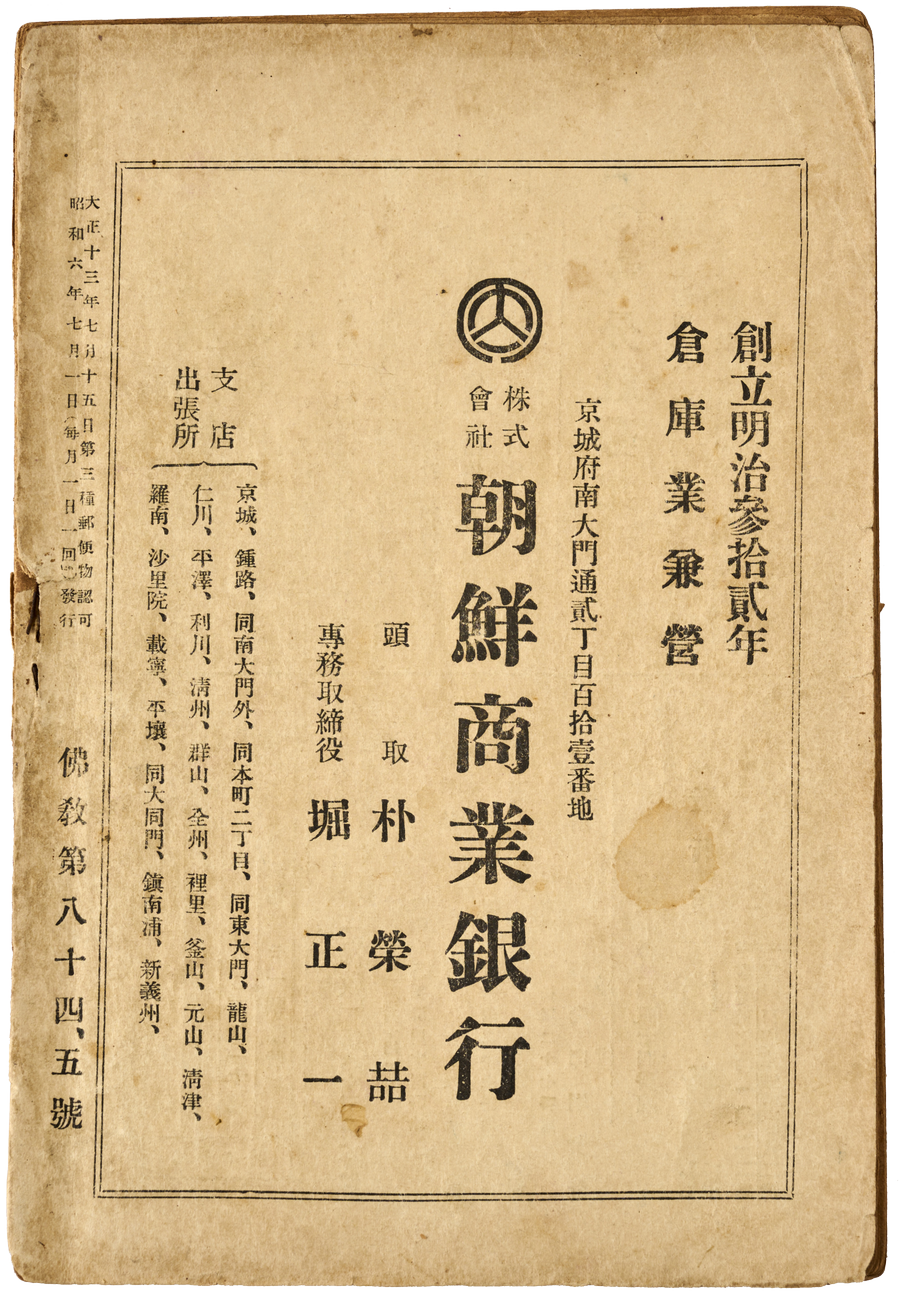 創立明治參拾貳年
倉庫業兼營
京城府南大門通貳丁目百拾壹番地
株式會社
朝鮮商業銀行
頭取 朴榮喆
專務取締役 堀正一
支店
出張所
京城、鍾路、同南大門外、同本町二丁目、同東大門、龍山、
仁川、平澤、利川、淸州、群山、全州、裡里、釜山、元山、淸津、
羅南、沙里院、載寧、平壤、同大同門、鎭南浦、新義州、
大正十三年七月十五日第三種郵便物認可
昭和六年七月一日(每月一日一回發行
佛敎第八十四、五號